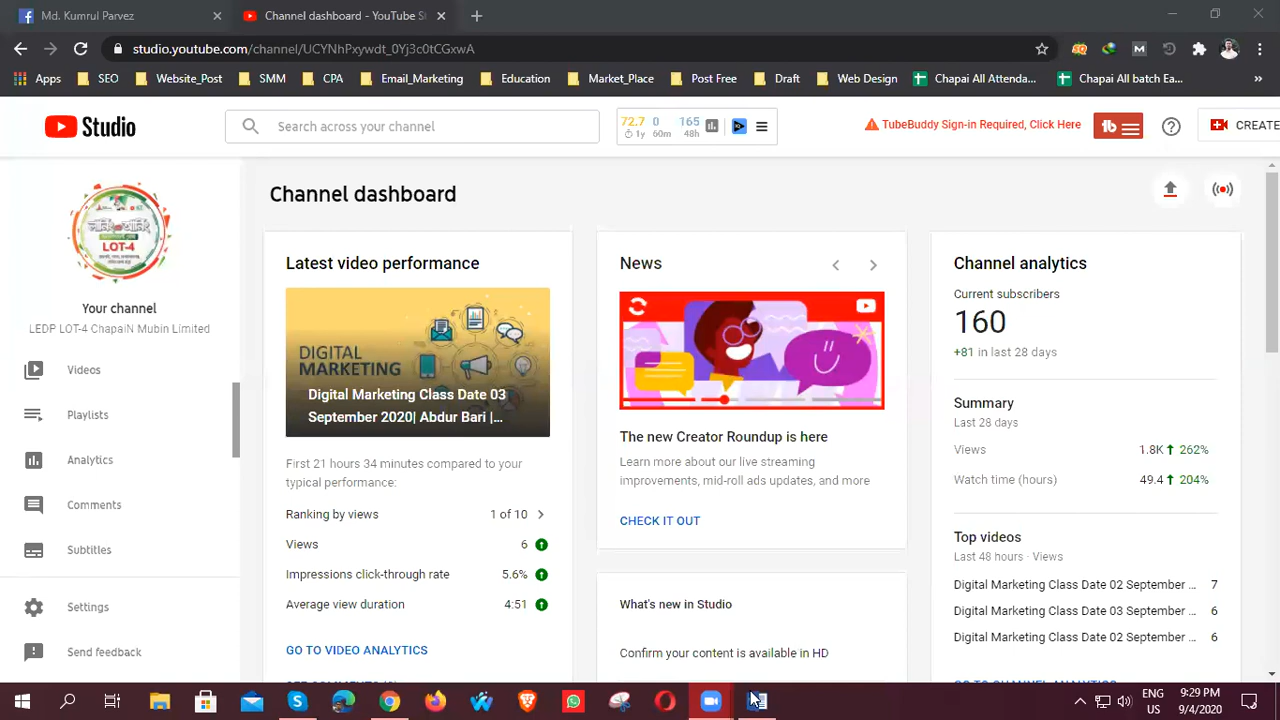 Md. Kumrul Parvez
Channel dashboard - YouTube St
studio.youtube.com/channel/UCYNhPxywdt_0Yj3c0tCGxwA
Apps SEO Website_Post SMM CPA Email_Marketing Education Market_Place Post Free Draft Web Design Chapai All Attenda... Chapai All batch Ea... »
Studio
Search across your channel
72.7 0 165
1y 60m 48h
TubeBuddy Sign-in Required, Click Here
tb
CREATE
Channel dashboard
লার্নিং এন্ড আর্নিং
LOT-4
Your channel
LEDP LOT-4 ChapaiN Mubin Limited
Videos
Playlists
Analytics
Comments
Subtitles
Settings
Send feedback
Latest video performance
DIGITAL
MARKETING
Digital Marketing Class Date 03
September 2020| Abdur Bari |...
First 21 hours 34 minutes compared to your
typical performance:
Ranking by views 1 of 10
Views 6
Impressions click-through rate 5.6%
Average view duration 4:51
GO TO VIDEO ANALYTICS
News
The new Creator Roundup is here
Learn more about our live streaming
improvements, mid-roll ads updates, and more
CHECK IT OUT
What's new in Studio
Confirm your content is available in HD
Channel analytics
Current subscribers
160
+81 in last 28 days
Summary
Last 28 days
Views 1.8K 262%
Watch time (hours) 49.4 204%
Top videos
Last 48 hours · Views
Digital Marketing Class Date 02 September ... 7
Digital Marketing Class Date 03 September ... 6
Digital Marketing Class Date 02 September ... 6
ENG
US
9:29 PM
9/4/2020